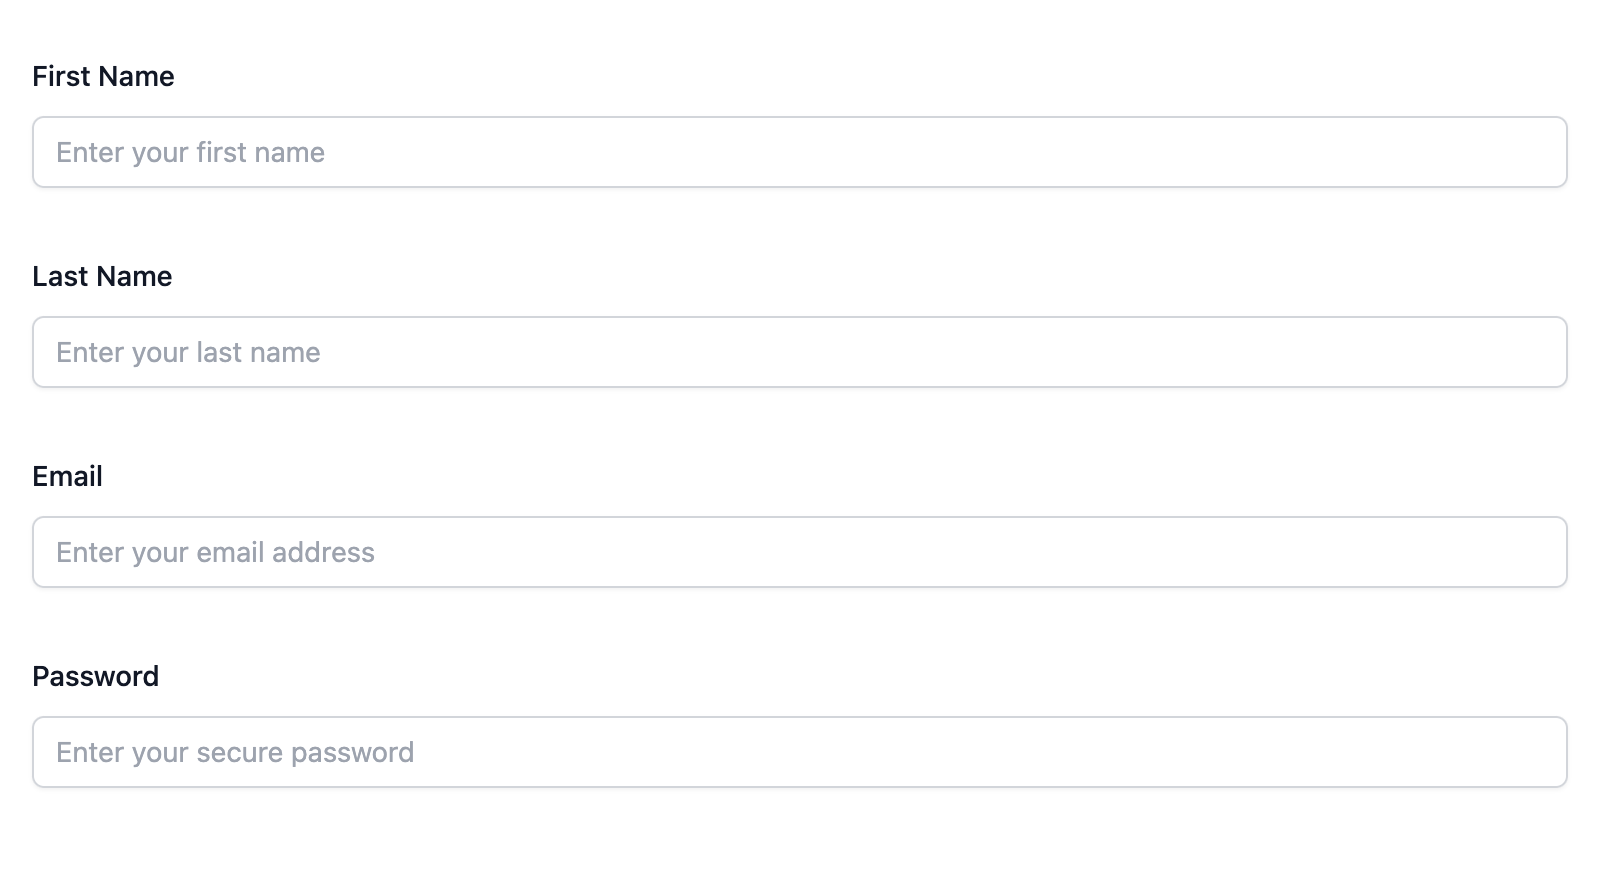 First Name
Enter your first name
Last Name
Enter your last name
Email
Enter your email address
Password
Enter your secure password